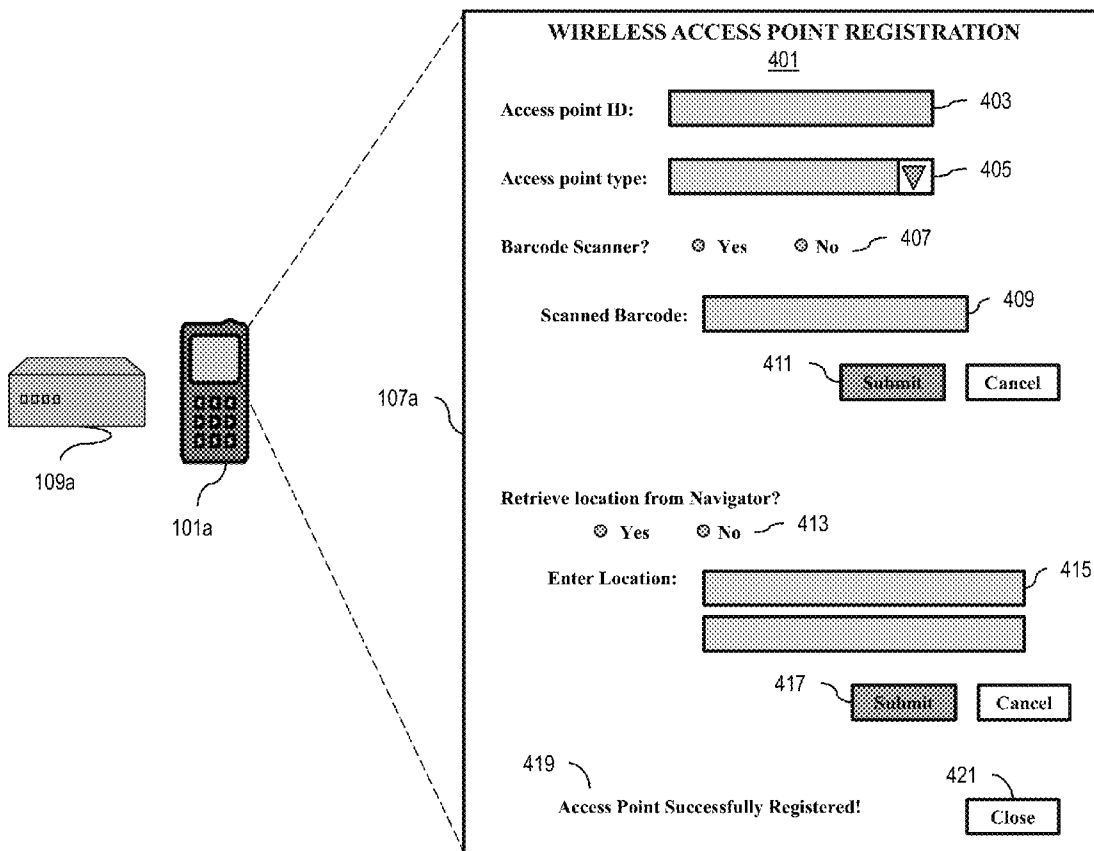 WIRELESS ACCESS POINT REGISTRATION
401
Access point ID:
403
Access point type:
405
Barcode Scanner? Yes No
407
Scanned Barcode:
409
411
Submit Cancel
109a
101a
107a
Retrieve location from Navigator?
Yes No
413
Enter Location:
415
417
Submit Cancel
419
Access Point Successfully Registered!
421
Close